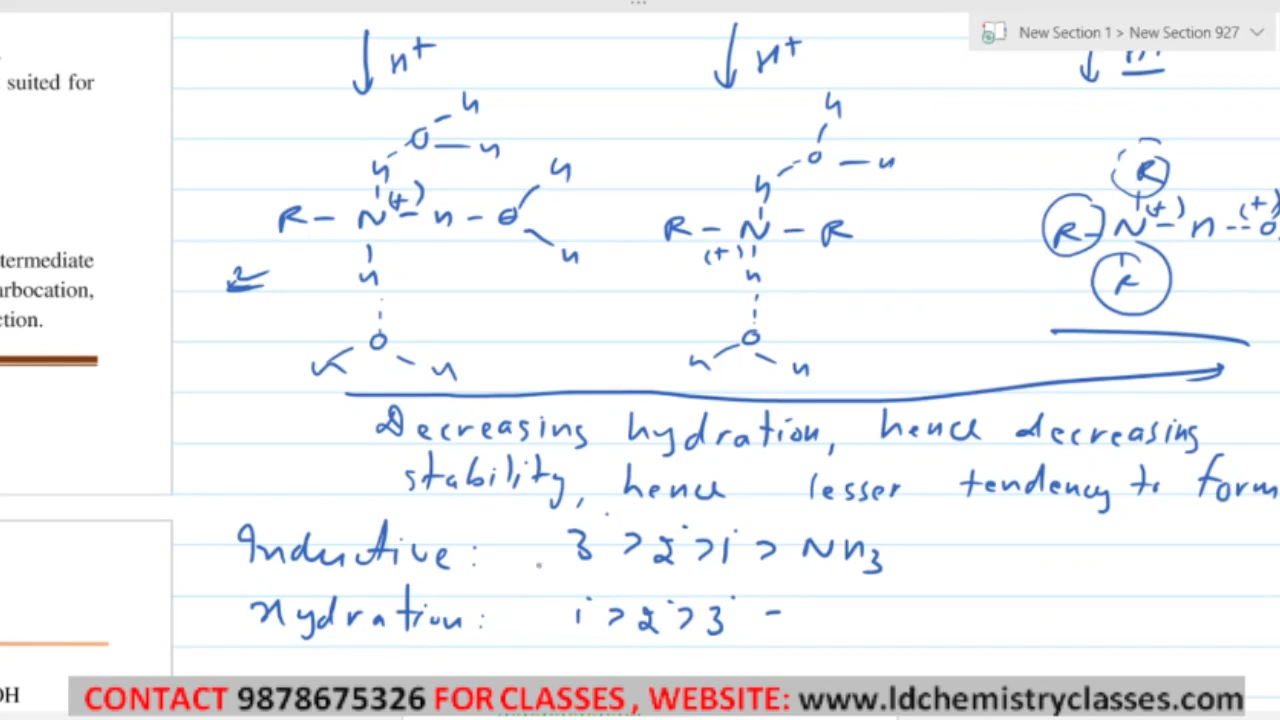 New Section 1 > New Section 927
suited for
H+
H+
H
O - H
H
H
H
O
H
R - N (+) - H - O
R - N - R
(+)
R
R - N (+) - H -- O (+)
R
H
H
H
termediate
arbocation,
ction.
O
H
H
O
H
H
Decreasing hydration, hence decreasing
stability, hence lesser tendency to form
Inductive: 3° > 2° > 1° > NH3
Hydration: 1° > 2° > 3° -
OH
CONTACT 9878675326 FOR CLASSES , WEBSITE: www.ldchemistryclasses.com